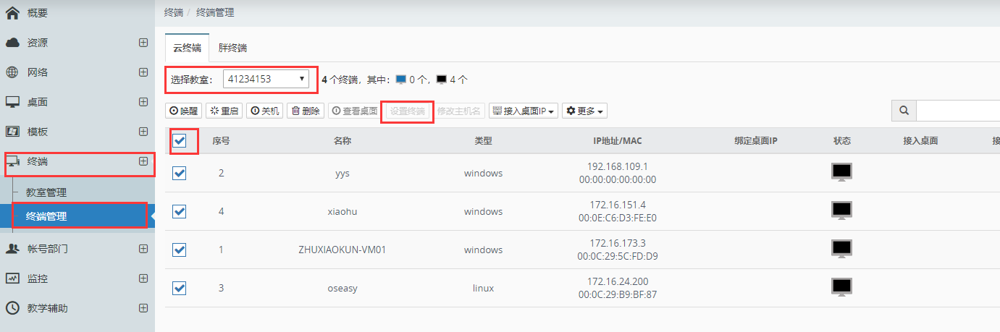 概要
资源
网络
桌面
模板
终端
教室管理
终端管理
帐号部门
监控
教学辅助
终端 / 终端管理
云终端 胖终端
选择教室: 41234153 4 个终端，其中: 0 个， 4 个
唤醒 重启 关机 删除 查看桌面 设置终端 修改主机名 接入桌面IP 更多
序号 名称 类型 IP地址/MAC 绑定桌面IP 状态 接入桌面 接
2 yys windows 192.168.109.1
00:00:00:00:00:00
4 xiaohu windows 172.16.151.4
00:0E:C6:D3:FE:E0
1 ZHUXIAOKUN-VM01 windows 172.16.173.3
00:0C:29:5C:FD:D9
3 oseasy linux 172.16.24.200
00:0C:29:B9:BF:87